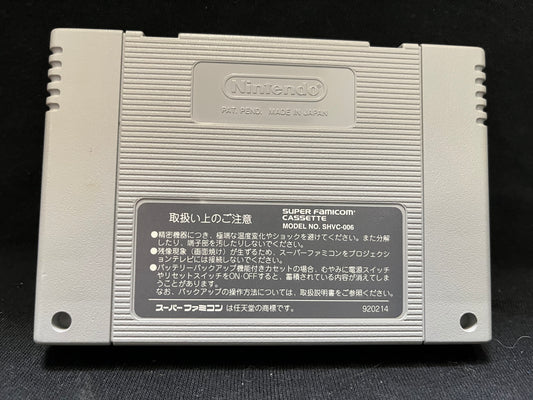 Nintendo
PAT. PEND. MADE IN JAPAN
取扱い上のご注意
SUPER FAMICOM
CASSETTE
MODEL NO. SHVC-006
●精密機器につき、極端な温度変化やショックを避けてください。また分解
したり、端子部を汚したりしないでください。
●残像現象（画面焼け）が生ずるため、スーパーファミコンをプロジェクシ
ョンテレビには接続しないでください。
●バッテリーバックアップ機能付きカセットの場合、むやみに電源スイッチ
やリセットスイッチをON・OFFすると、蓄積されている内容が消えてしま
うことがあります。
なお、バックアップの操作方法については、取扱説明書をご参照ください。
スーパーファミコン は任天堂の商標です。
920214